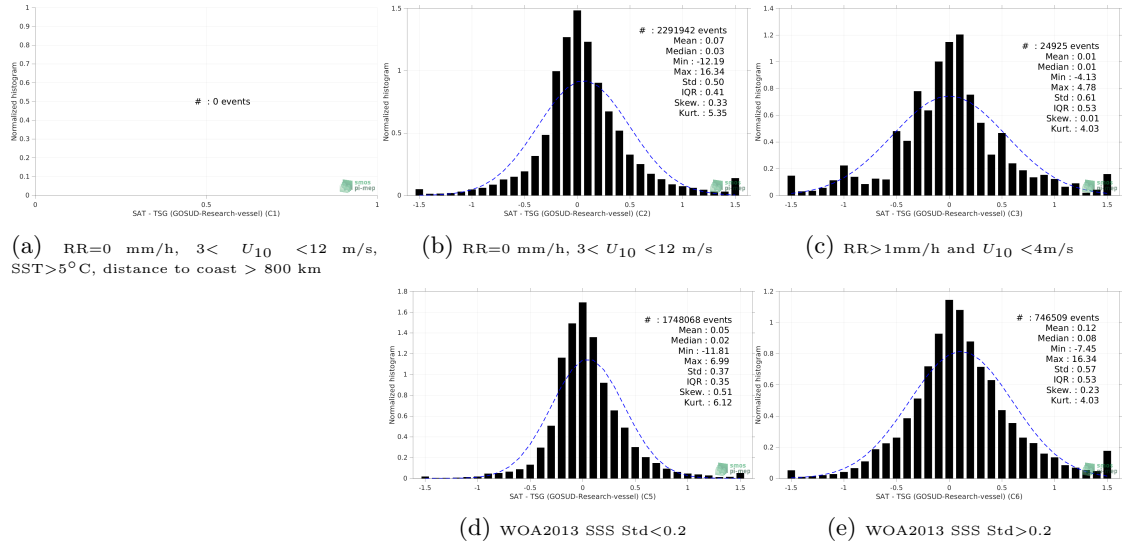 1
0.9
0.8
0.7
0.6
0.5
0.4
0.3
0.2
0.1
0
Normalized histogram
# : 0 events
smos
pi-mep
0 0.5 1
SAT - TSG (GOSUD-Research-vessel) (C1)
(a) RR=0 mm/h, 3< U10 <12 m/s,
SST>5°C, distance to coast > 800 km
1.5
1
0.5
0
Normalized histogram
# : 2291942 events
Mean : 0.07
Median : 0.03
Min : -12.19
Max : 16.34
Std : 0.50
IQR : 0.41
Skew. : 0.33
Kurt. : 5.35
smos
pi-mep
-1.5 -1 -0.5 0 0.5 1 1.5
SAT - TSG (GOSUD-Research-vessel) (C2)
(b) RR=0 mm/h, 3< U10 <12 m/s
1.4
1.2
1
0.8
0.6
0.4
0.2
0
Normalized histogram
# : 24925 events
Mean : 0.01
Median : 0.01
Min : -4.13
Max : 4.78
Std : 0.61
IQR : 0.53
Skew. : 0.01
Kurt. : 4.03
smos
pi-mep
-1.5 -1 -0.5 0 0.5 1 1.5
SAT - TSG (GOSUD-Research-vessel) (C3)
(c) RR>1mm/h and U10 <4m/s
1.8
1.6
1.4
1.2
1
0.8
0.6
0.4
0.2
0
Normalized histogram
# : 1748068 events
Mean : 0.05
Median : 0.02
Min : -11.81
Max : 6.99
Std : 0.37
IQR : 0.35
Skew. : 0.51
Kurt. : 6.12
smos
pi-mep
-1.5 -1 -0.5 0 0.5 1 1.5
SAT - TSG (GOSUD-Research-vessel) (C5)
(d) WOA2013 SSS Std<0.2
1.2
1
0.8
0.6
0.4
0.2
0
Normalized histogram
# : 746509 events
Mean : 0.12
Median : 0.08
Min : -7.45
Max : 16.34
Std : 0.57
IQR : 0.53
Skew. : 0.23
Kurt. : 4.03
smos
pi-mep
-1.5 -1 -0.5 0 0.5 1 1.5
SAT - TSG (GOSUD-Research-vessel) (C6)
(e) WOA2013 SSS Std>0.2